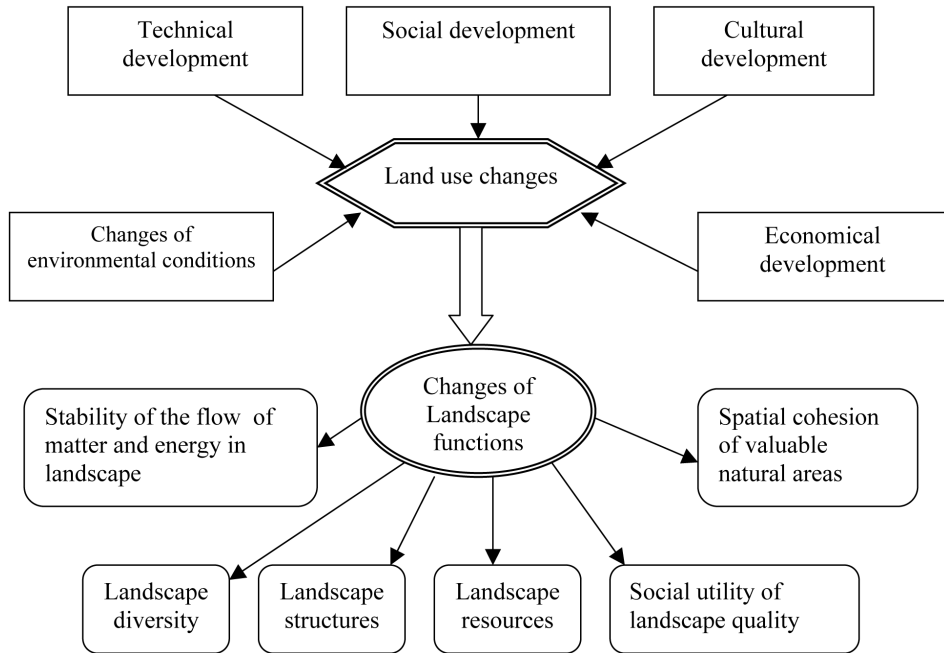 Technical
development
Social development
Cultural
development
Land use changes
Changes of
environmental conditions
Economical
development
Changes of
Landscape
functions
Stability of the flow of
matter and energy in
landscape
Spatial cohesion
of valuable
natural areas
Landscape
diversity
Landscape
structures
Landscape
resources
Social utility of
landscape quality